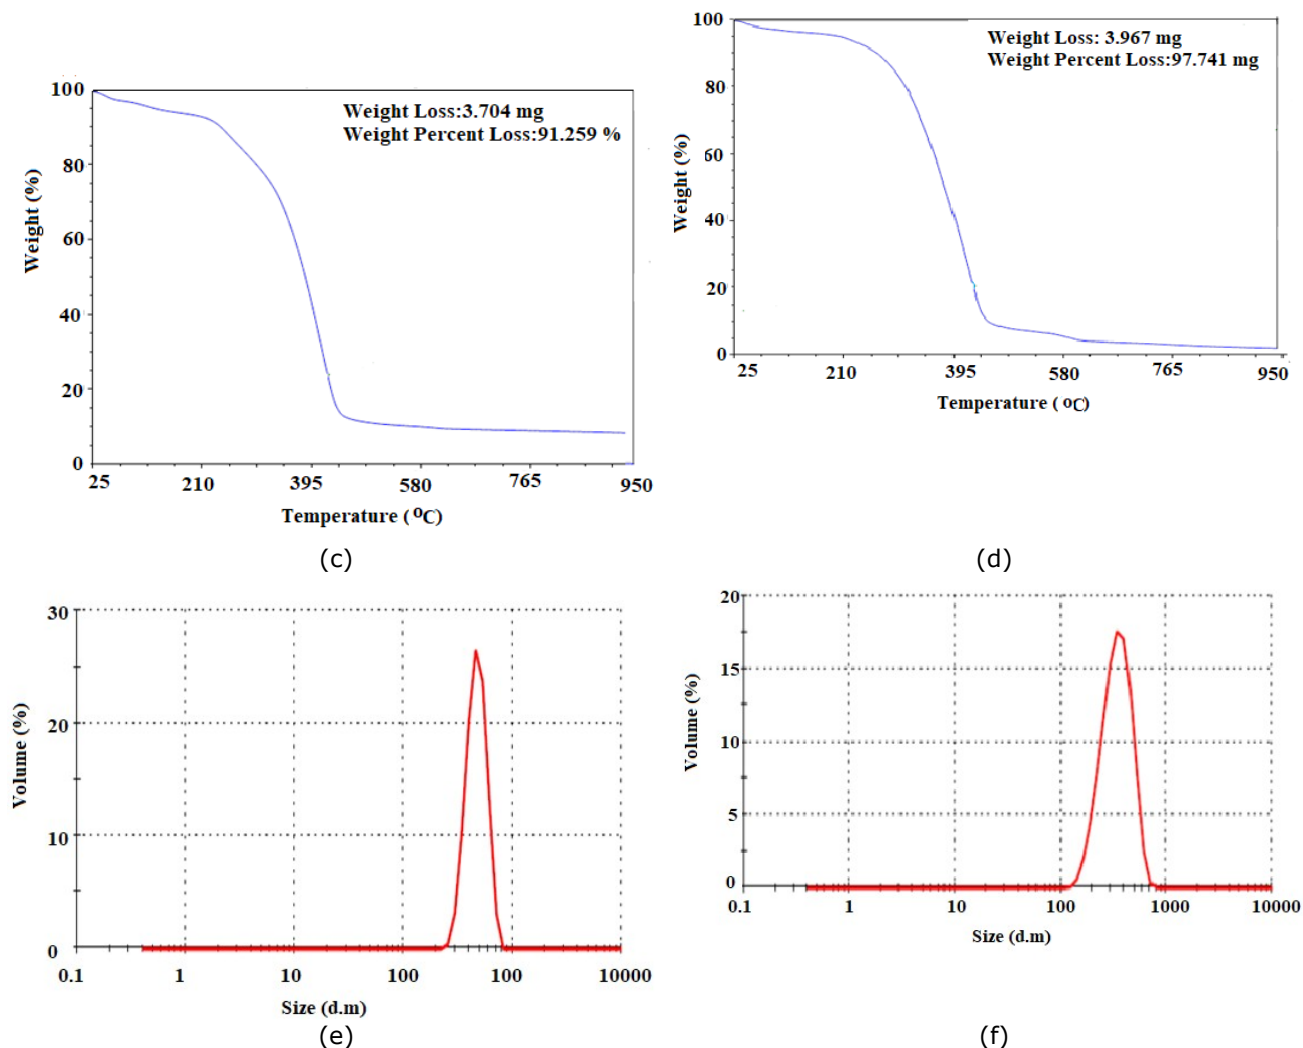 Weight Loss:3.704 mg
Weight Percent Loss:91.259 %
100
80
60
40
20
0
Weight (%)
25 210 395 580 765 950
Temperature ( ºC)
(c)
Weight Loss: 3.967 mg
Weight Percent Loss:97.741 mg
100
80
60
40
20
0
Weight (%)
25 210 395 580 765 950
Temperature ( ºC)
(d)
30
20
10
0
Volume (%)
0.1 1 10 100 100 10000
Size (d.m)
(e)
20
15
10
5
0
Volume (%)
0.1 1 10 100 1000 10000
Size (d.m)
(f)